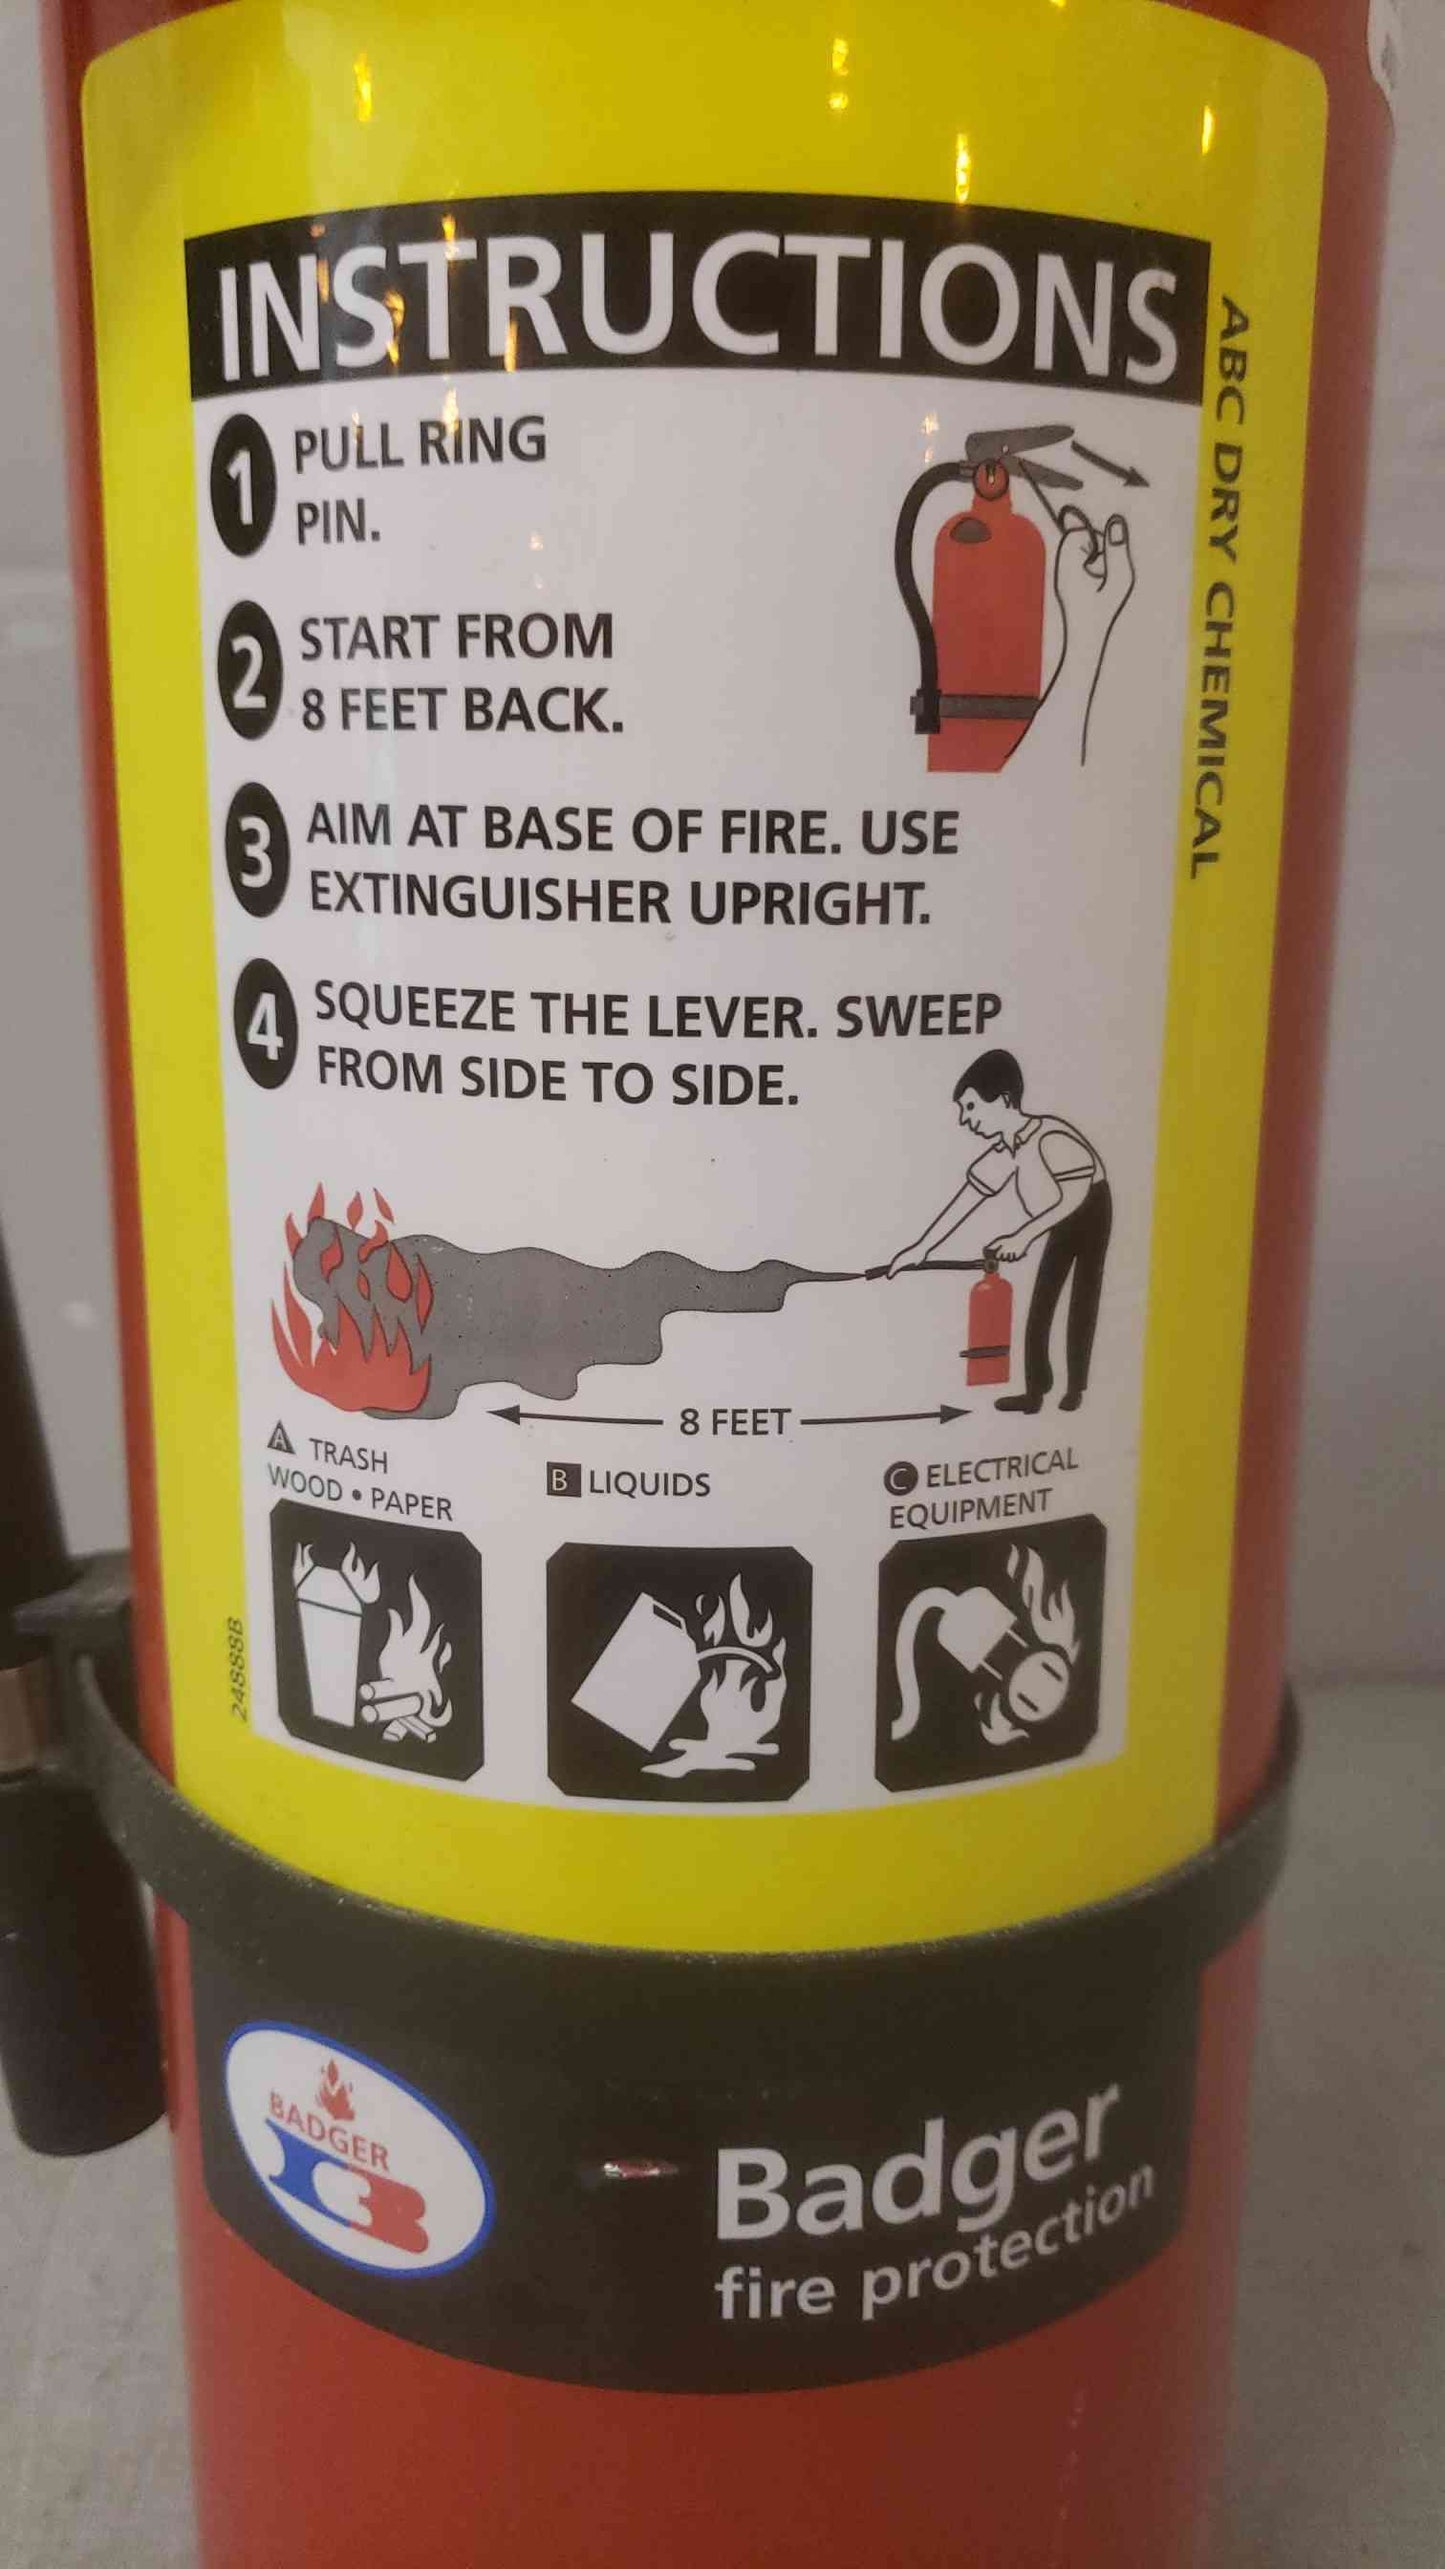 INSTRUCTIONS
1 PULL RING
PIN.
2 START FROM
8 FEET BACK.
3 AIM AT BASE OF FIRE. USE
EXTINGUISHER UPRIGHT.
4 SQUEEZE THE LEVER. SWEEP
FROM SIDE TO SIDE.
8 FEET
A TRASH
WOOD • PAPER
B LIQUIDS
C ELECTRICAL
EQUIPMENT
ABC DRY CHEMICAL
24888B
BADGER
B
Badger
fire protection